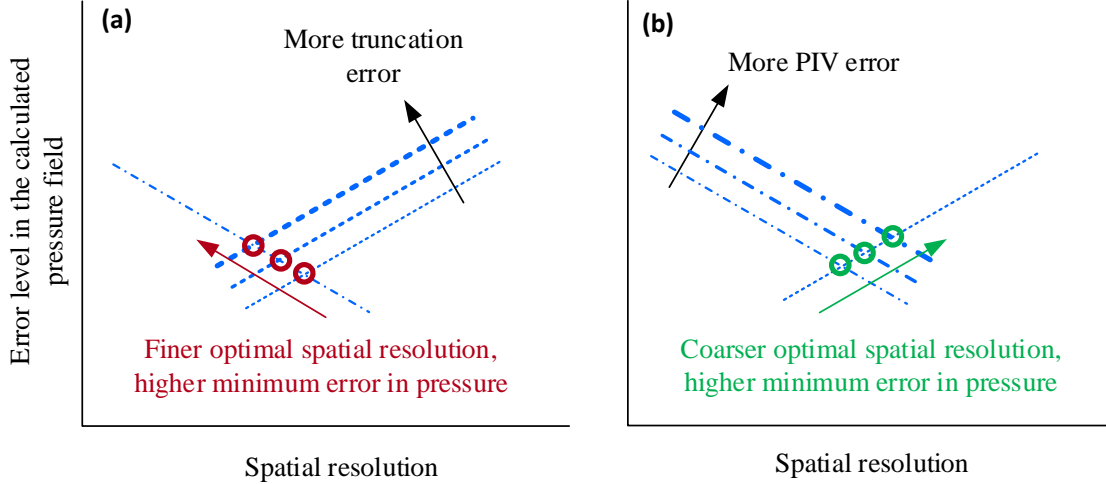 (a)
More truncation
error
Error level in the calculated
pressure field
Finer optimal spatial resolution,
higher minimum error in pressure
Spatial resolution
(b)
More PIV error
Coarser optimal spatial resolution,
higher minimum error in pressure
Spatial resolution